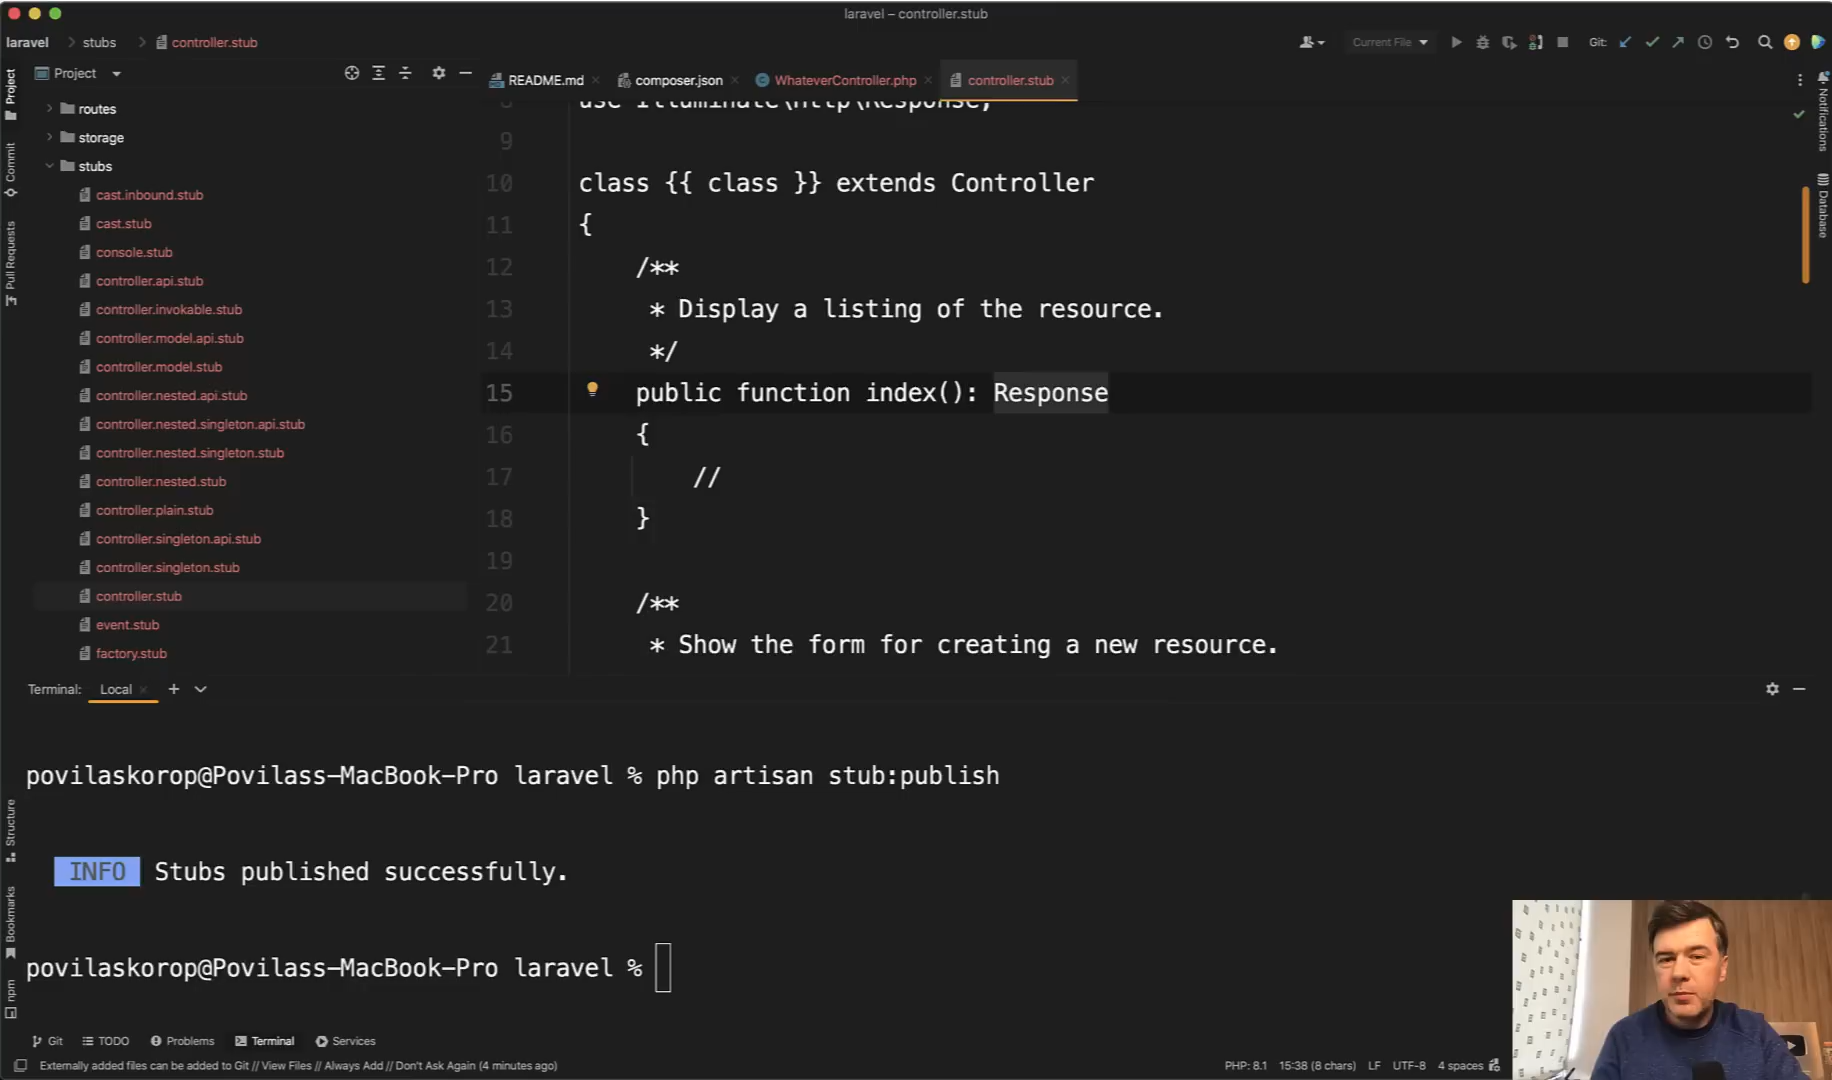 laravel – controller.stub
laravel stubs controller.stub
Current File Git:
Project
README.md composer.json WhateverController.php controller.stub
Project
Commit
Pull Requests
Structure
Bookmarks
npm
Notifications
Database
routes
storage
stubs
cast.inbound.stub
cast.stub
console.stub
controller.api.stub
controller.invokable.stub
controller.model.api.stub
controller.model.stub
controller.nested.api.stub
controller.nested.singleton.api.stub
controller.nested.singleton.stub
controller.nested.stub
controller.plain.stub
controller.singleton.api.stub
controller.singleton.stub
controller.stub
event.stub
factory.stub
8 use Illuminate\Http\Response;
9
10 class {{ class }} extends Controller
11 {
12 /**
13 * Display a listing of the resource.
14 */
15 public function index(): Response
16 {
17 //
18 }
19
20 /**
21 * Show the form for creating a new resource.
Terminal: Local
povilaskorop@Povilass-MacBook-Pro laravel % php artisan stub:publish
INFO Stubs published successfully.
povilaskorop@Povilass-MacBook-Pro laravel %
Git TODO Problems Terminal Services
Externally added files can be added to Git // View Files // Always Add // Don't Ask Again (4 minutes ago)
PHP: 8.1 15:38 (8 chars) LF UTF-8 4 spaces